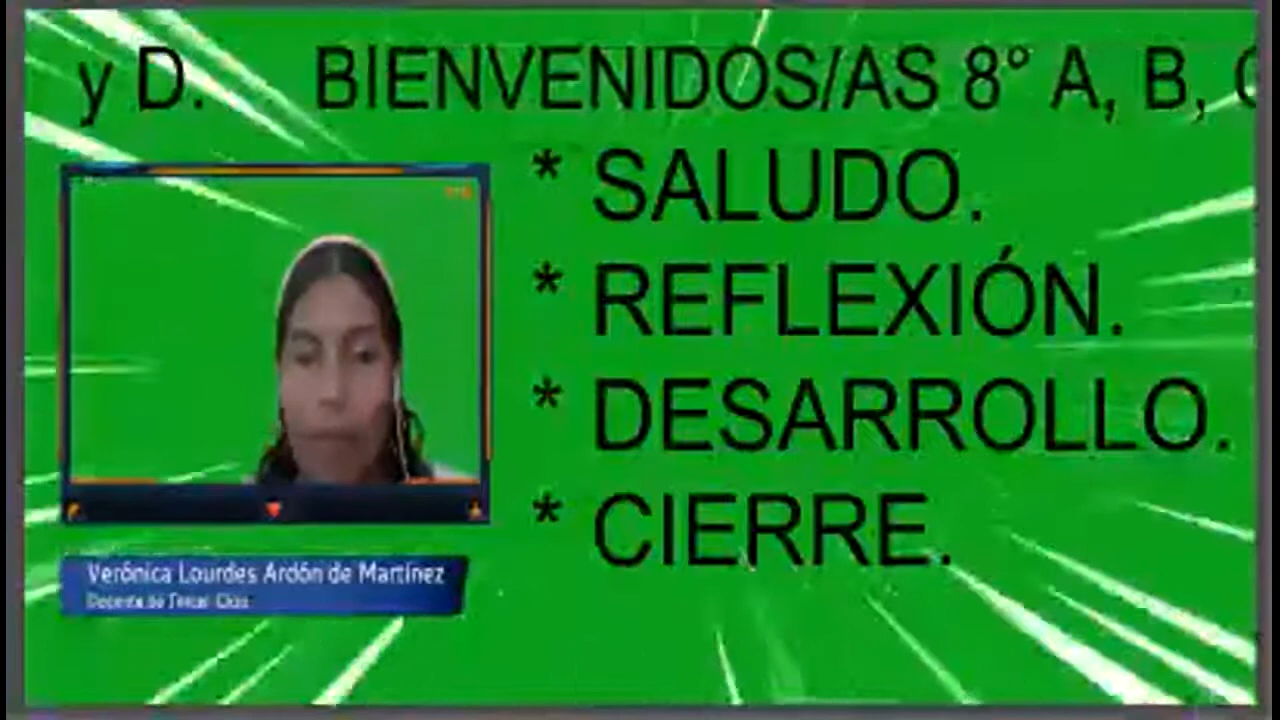 y D. BIENVENIDOS/AS 8° A, B, C
* SALUDO.
* REFLEXIÓN.
* DESARROLLO.
* CIERRE.
Verónica Lourdes Ardón de Martínez
Docente de Tercer Ciclo